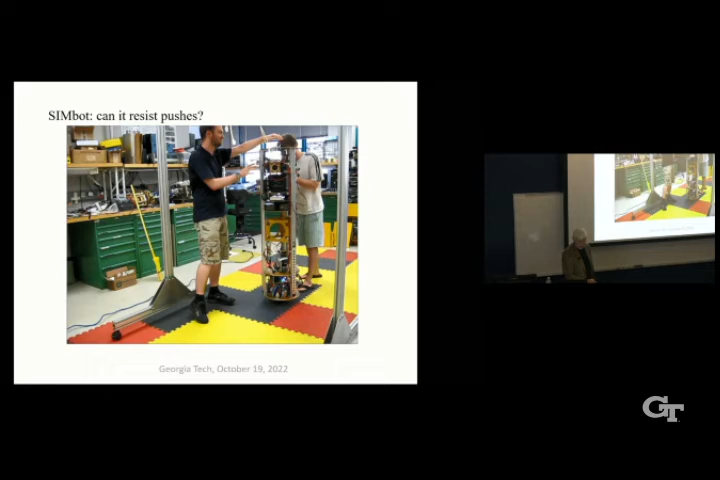 SIMbot: can it resist pushes?
Georgia Tech, October 19, 2022
GT